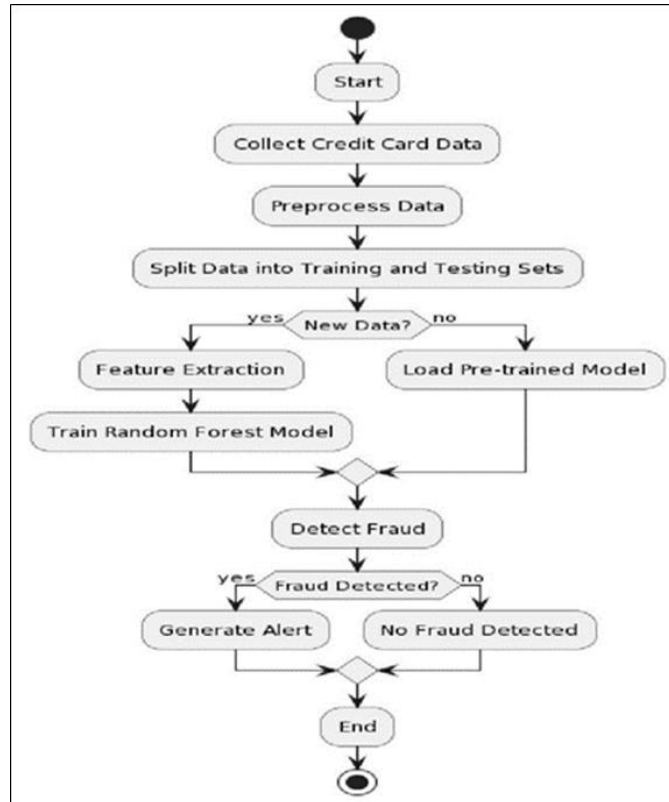 Start
Collect Credit Card Data
Preprocess Data
Split Data into Training and Testing Sets
yes
New Data?
no
Feature Extraction
Load Pre-trained Model
Train Random Forest Model
Detect Fraud
yes
Fraud Detected?
no
Generate Alert
No Fraud Detected
End